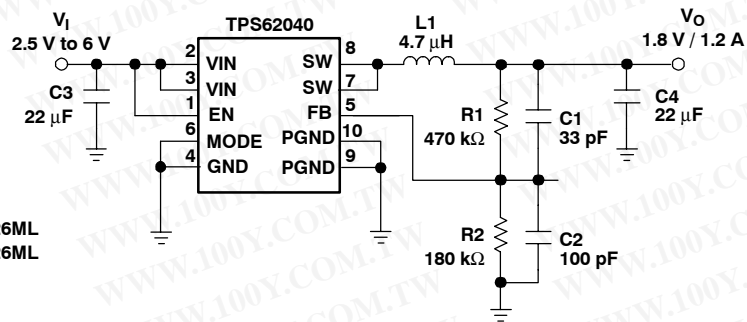 TPS62040
V_I
2.5 V to 6 V
C3
22 μF
2 VIN
3 VIN
1 EN
6 MODE
4 GND
SW 8
SW 7
FB 5
PGND 10
PGND 9
L1
4.7 μH
R1
470 kΩ
C1
33 pF
R2
180 kΩ
C2
100 pF
C4
22 μF
V_O
1.8 V / 1.2 A
6ML
6ML
WWW.100Y.COM.TW